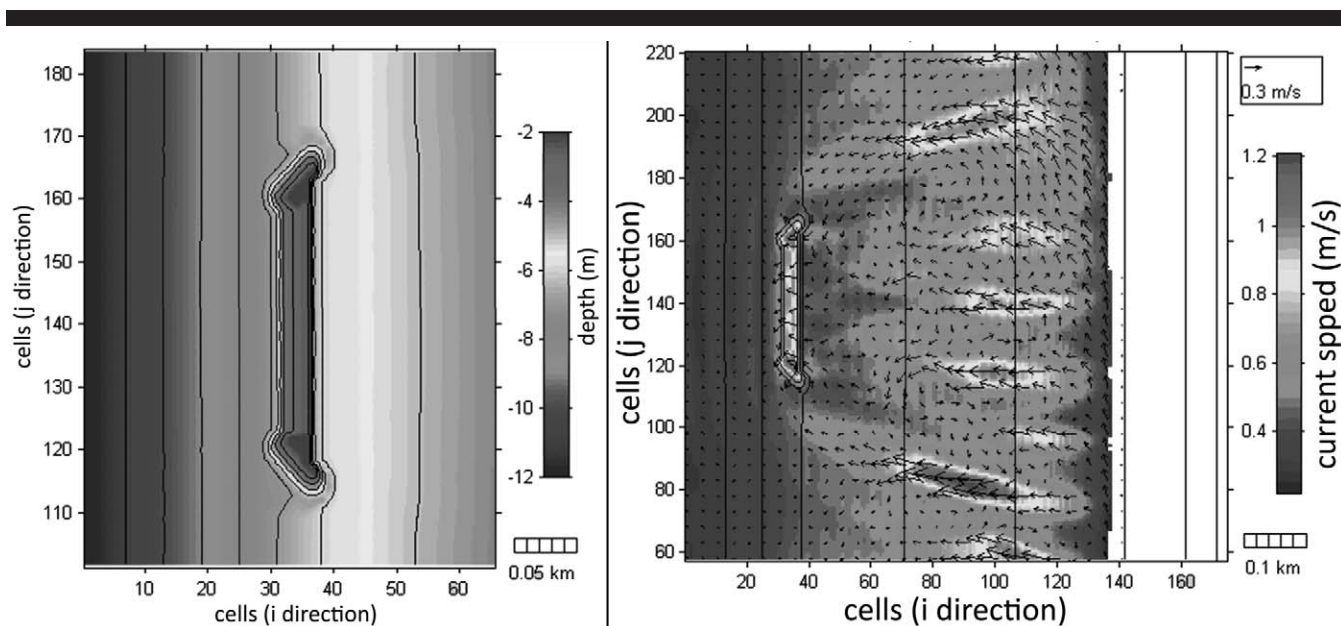 180
170
160
150
140
130
120
110
10 20 30 40 50 60
cells (j direction)
cells (i direction)
-2
-4
-6
-8
-10
-12
depth (m)
0.05 km
220
200
180
160
140
120
100
80
60
20 40 60 80 100 120 140 160
cells (j direction)
cells (i direction)
0.3 m/s
1.2
1
0.8
0.6
0.4
current spped (m/s)
0.1 km